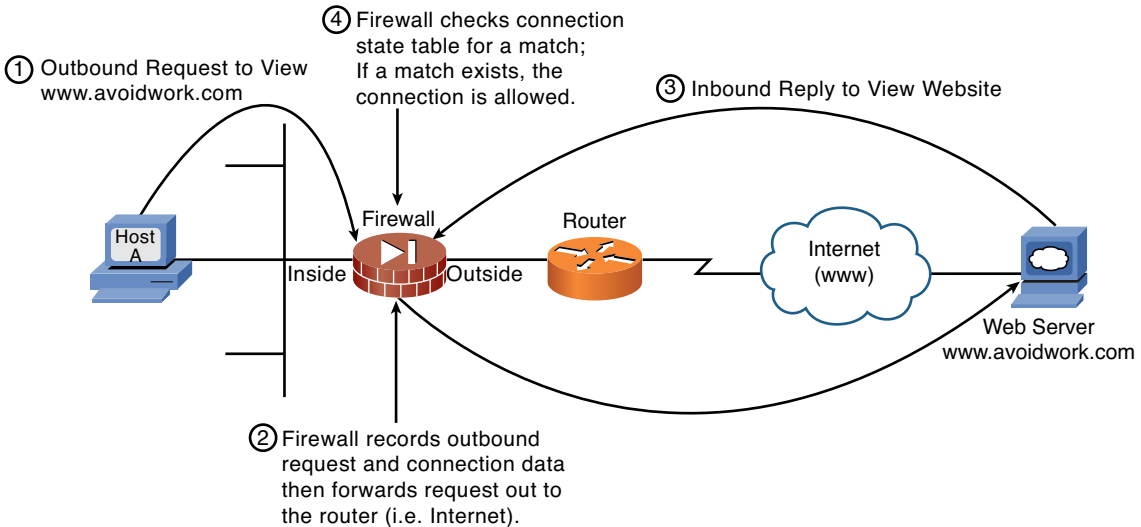 ① Outbound Request to View
www.avoidwork.com
④ Firewall checks connection
state table for a match;
If a match exists, the
connection is allowed.
③ Inbound Reply to View Website
Host
A
Inside
Firewall
Outside
Router
Internet
(www)
Web Server
www.avoidwork.com
② Firewall records outbound
request and connection data
then forwards request out to
the router (i.e. Internet).